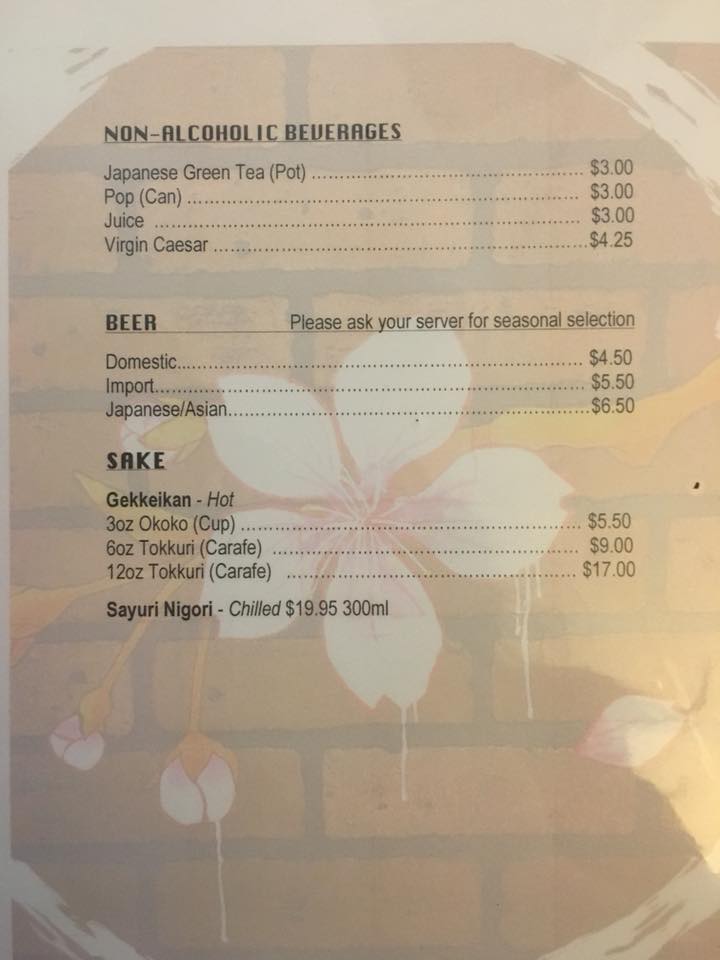 NON-ALCOHOLIC BEVERAGES
Japanese Green Tea (Pot) ........................................................ $3.00
Pop (Can) ................................................................................ $3.00
Juice ....................................................................................... $3.00
Virgin Caesar ..........................................................................$4.25
BEER Please ask your server for seasonal selection
Domestic.................................................................................. $4.50
Import....................................................................................... $5.50
Japanese/Asian........................................................................$6.50
SAKE
Gekkeikan - Hot
3oz Okoko (Cup) ..................................................................... $5.50
6oz Tokkuri (Carafe) .............................................................. $9.00
12oz Tokkuri (Carafe) ........................................................... $17.00
Sayuri Nigori - Chilled $19.95 300ml